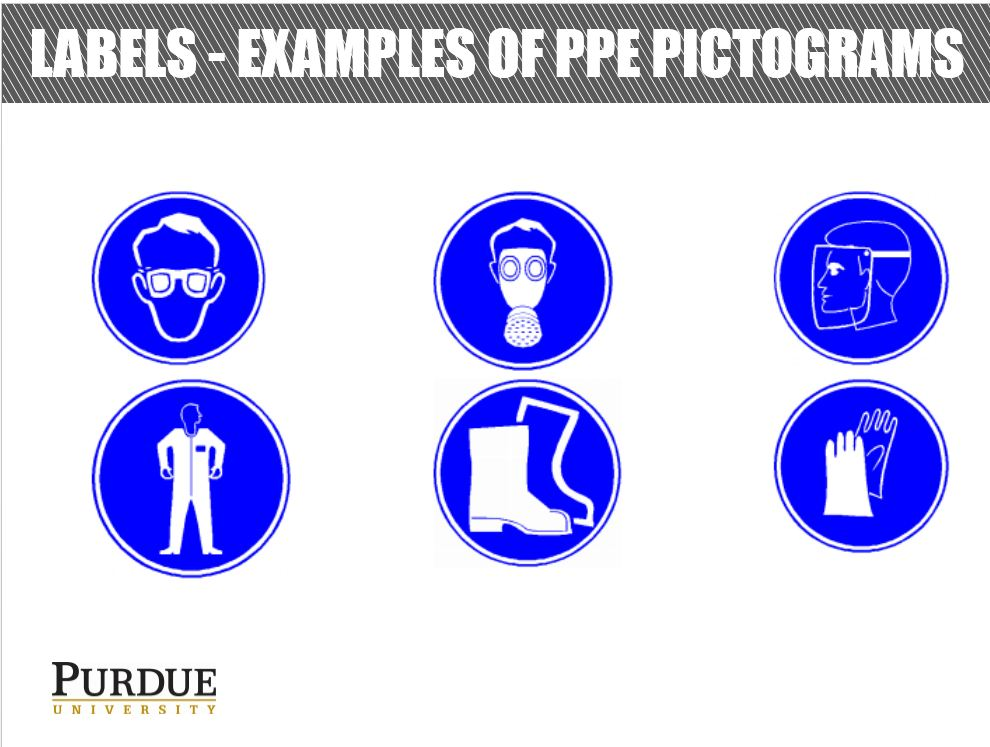 LABELS - EXAMPLES OF PPE PICTOGRAMS
PURDUE
UNIVERSITY